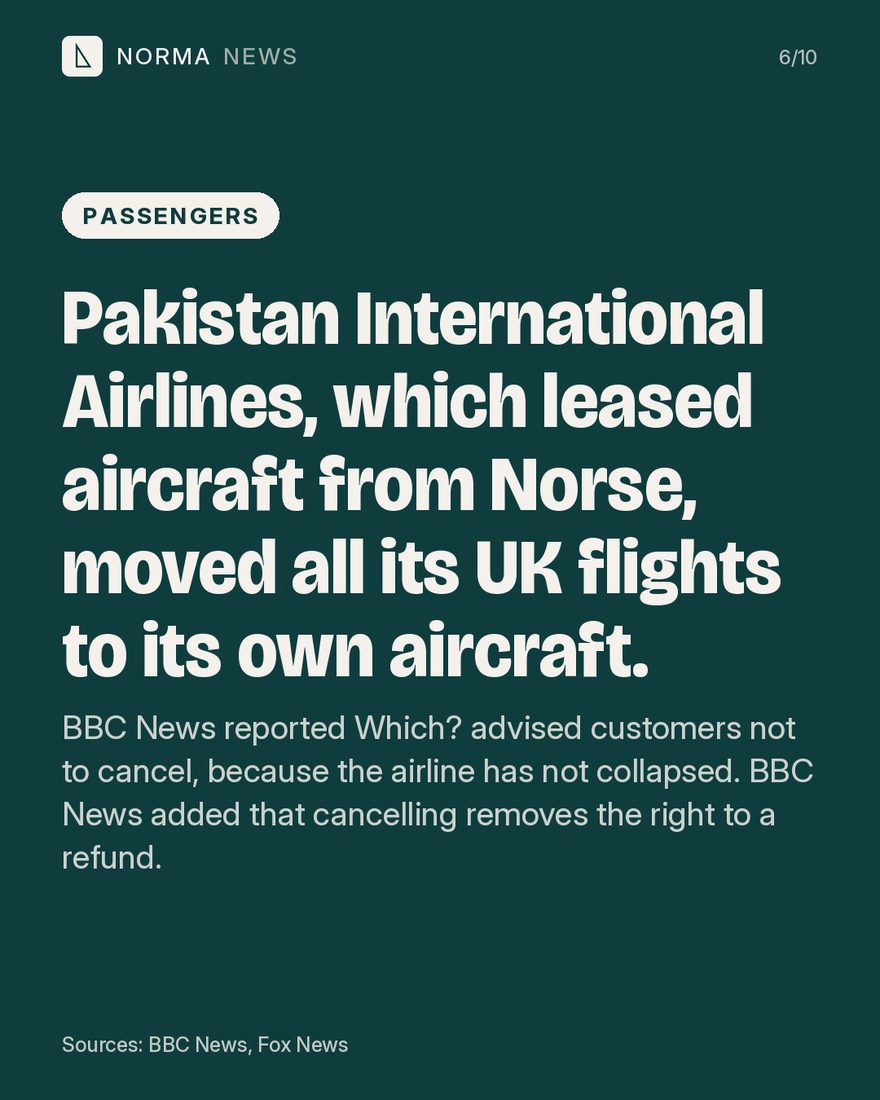 NORMA NEWS
6/10
PASSENGERS
Pakistan International
Airlines, which leased
aircraft from Norse,
moved all its UK flights
to its own aircraft.
BBC News reported Which? advised customers not
to cancel, because the airline has not collapsed. BBC
News added that cancelling removes the right to a
refund.
Sources: BBC News, Fox News